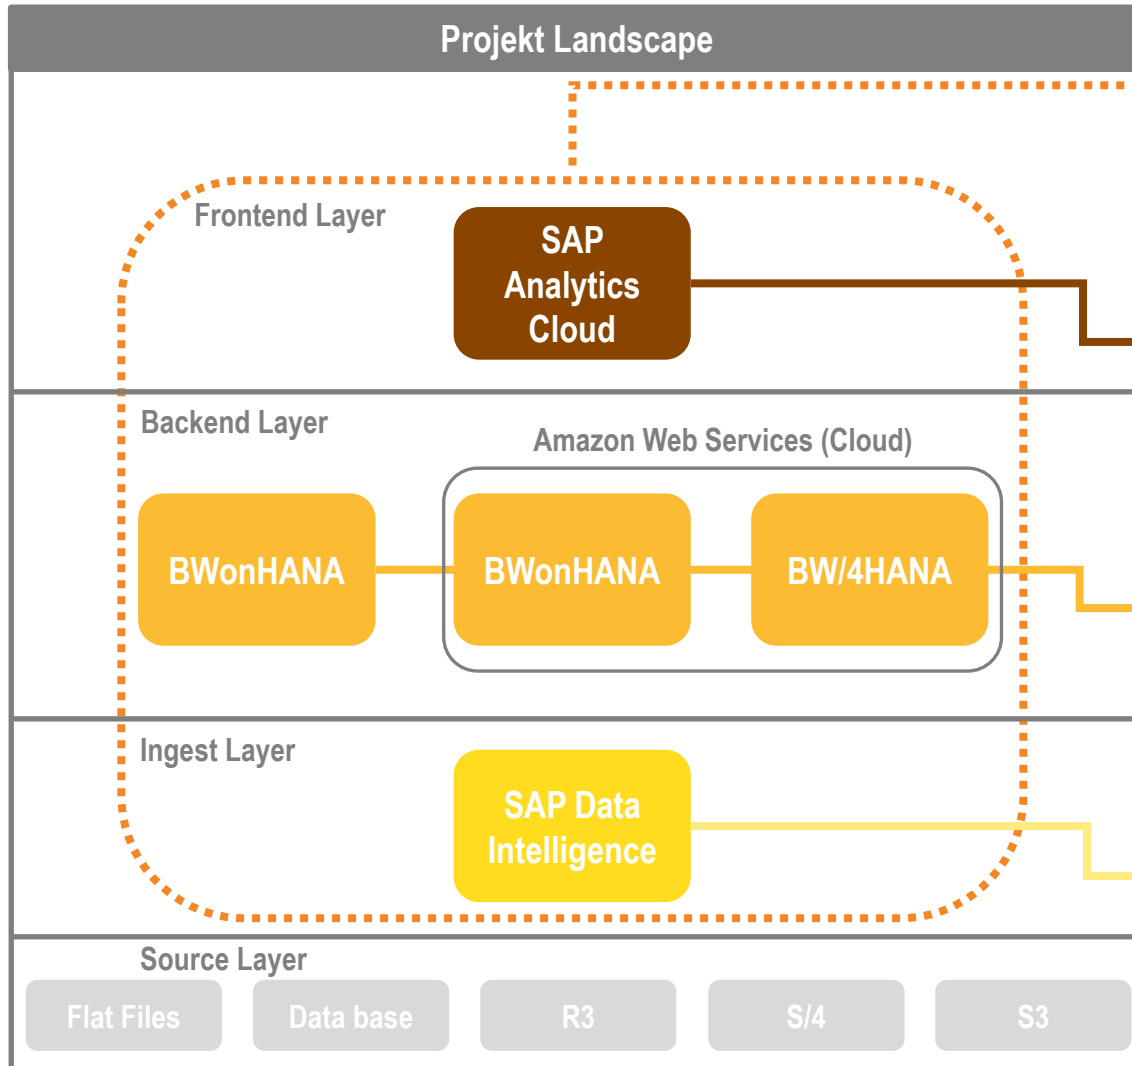 Projekt Landscape
Frontend Layer
SAP
Analytics
Cloud
Backend Layer
Amazon Web Services (Cloud)
BWonHANA
BWonHANA
BW/4HANA
Ingest Layer
SAP Data
Intelligence
Source Layer
Flat Files
Data base
R3
S/4
S3